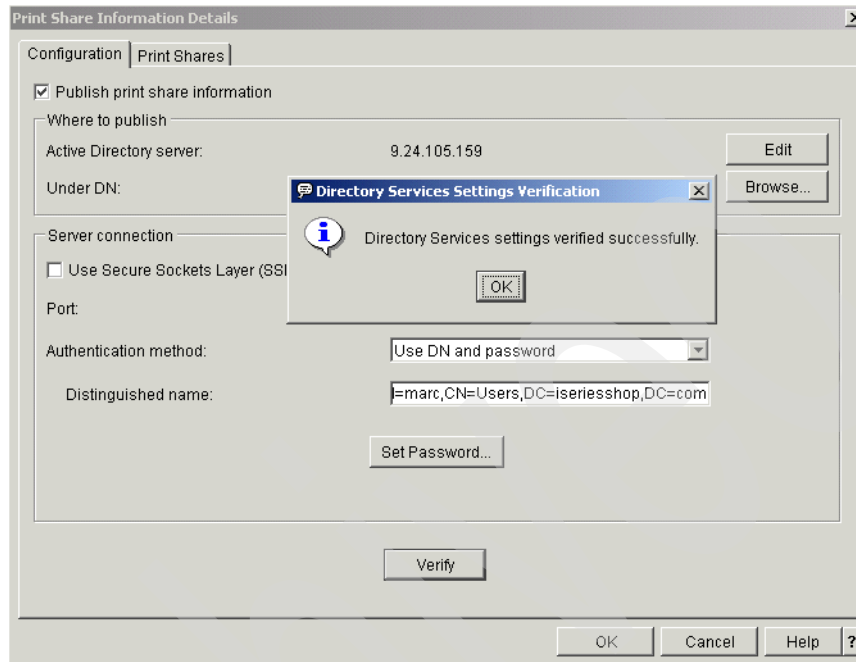 Print Share Information Details
Configuration
Print Shares
Publish print share information
Where to publish
Active Directory server:
9.24.105.159
Edit
Under DN:
Browse...
Directory Services Settings Verification
Directory Services settings verified successfully.
OK
Server connection
Use Secure Sockets Layer (SSL
Port:
Authentication method:
Use DN and password
Distinguished name:
=marc,CN=Users,DC=iseriesshop,DC=com
Set Password...
Verify
OK
Cancel
Help
?